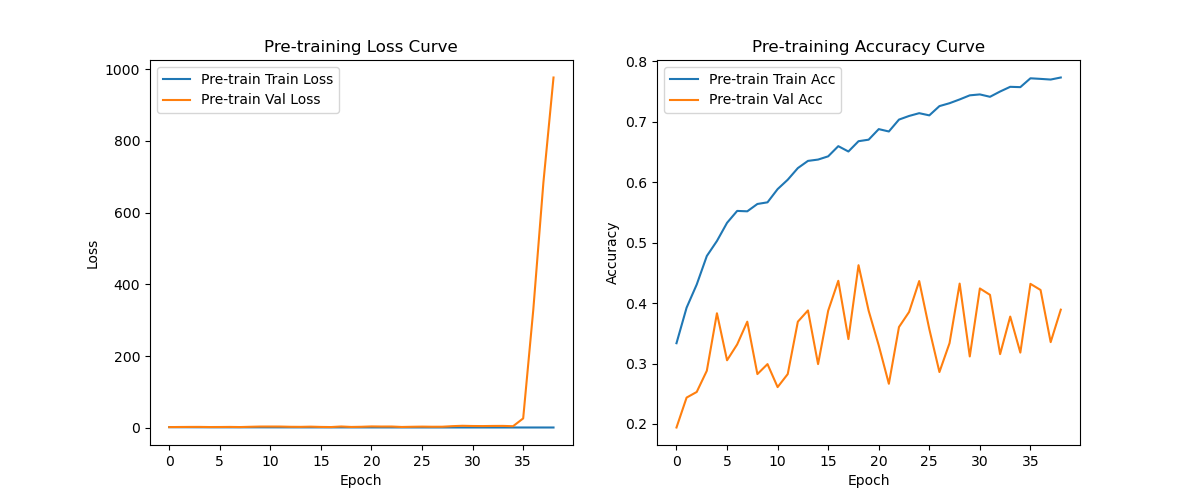 Pre-training Loss Curve
Pre-train Train Loss
Pre-train Val Loss
1000
800
600
400
200
0
Loss
0 5 10 15 20 25 30 35
Epoch
Pre-training Accuracy Curve
Pre-train Train Acc
Pre-train Val Acc
0.8
0.7
0.6
0.5
0.4
0.3
0.2
Accuracy
0 5 10 15 20 25 30 35
Epoch